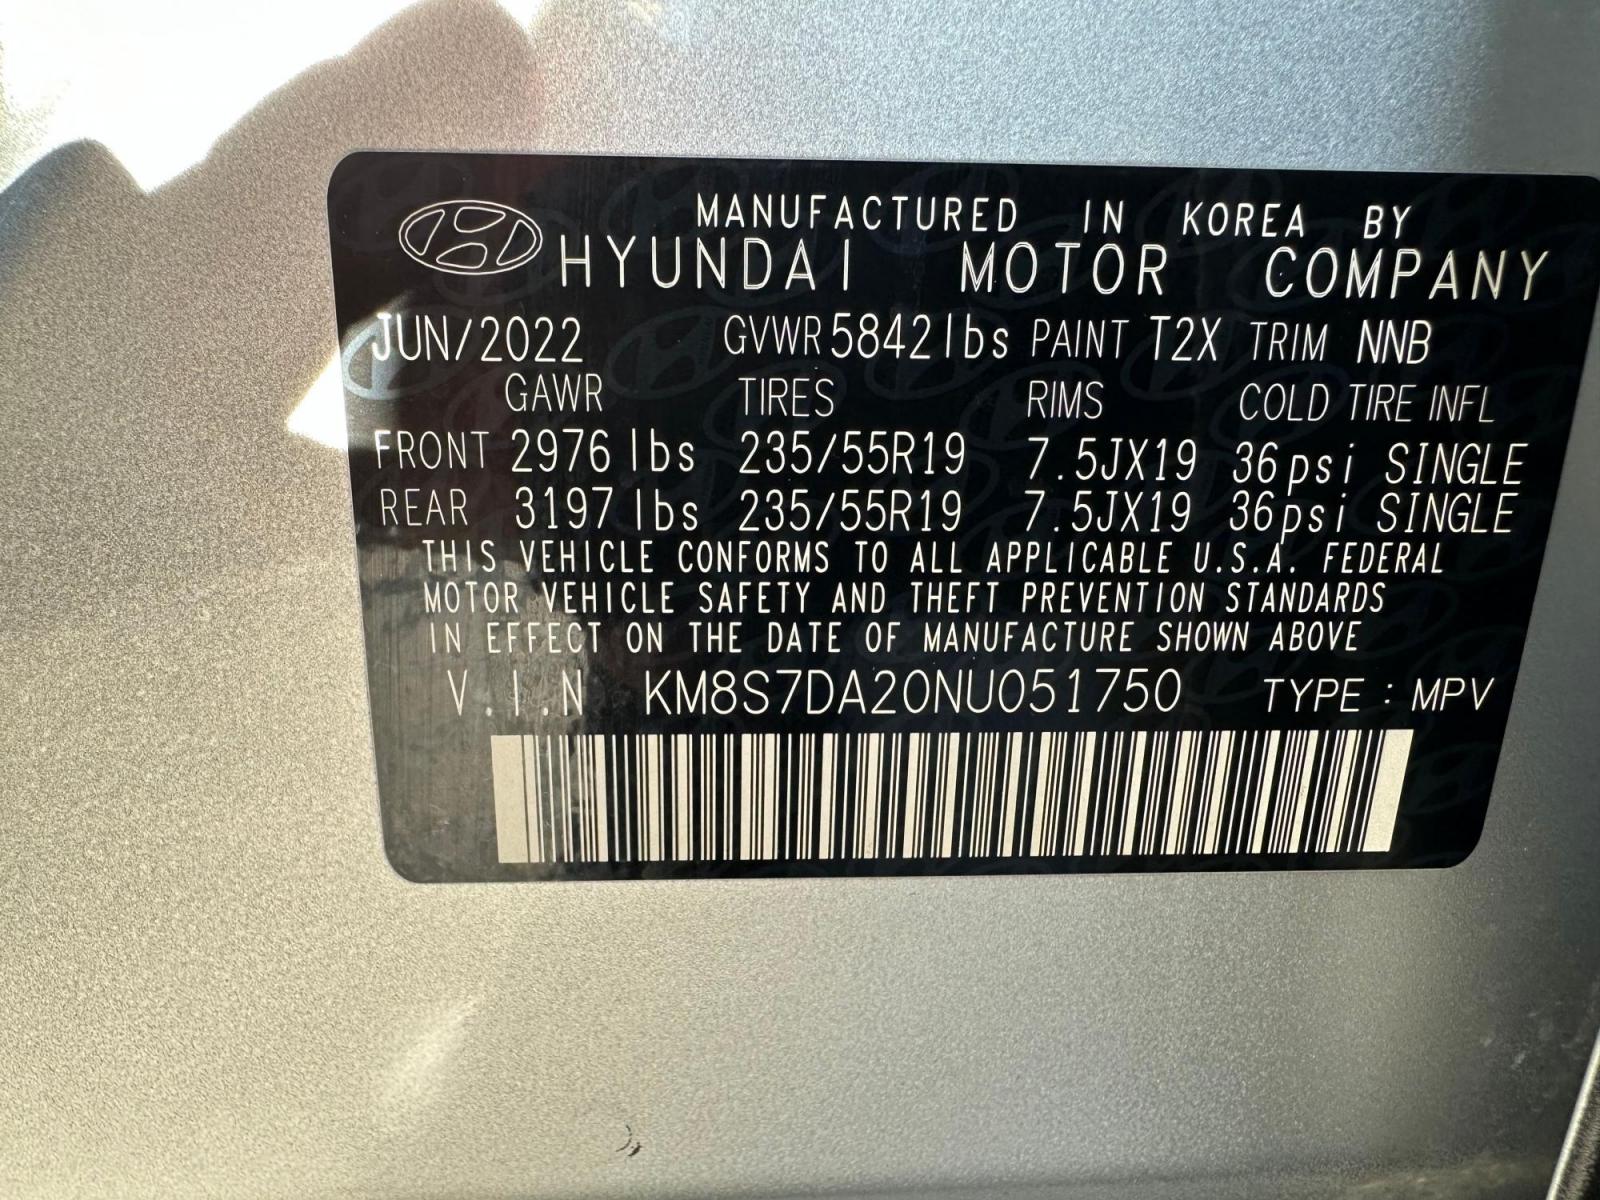 MANUFACTURED IN KOREA BY
HYUNDAI MOTOR COMPANY
JUN/2022 GVWR 5842lbs PAINT T2X TRIM NNB
GAWR TIRES RIMS COLD TIRE INFL
FRONT 2976 lbs 235/55R19 7.5JX19 36psi SINGLE
REAR 3197 lbs 235/55R19 7.5JX19 36psi SINGLE
THIS VEHICLE CONFORMS TO ALL APPLICABLE U.S.A. FEDERAL
MOTOR VEHICLE SAFETY AND THEFT PREVENTION STANDARDS
IN EFFECT ON THE DATE OF MANUFACTURE SHOWN ABOVE
V.I.N KM8S7DA20NU051750 TYPE : MPV